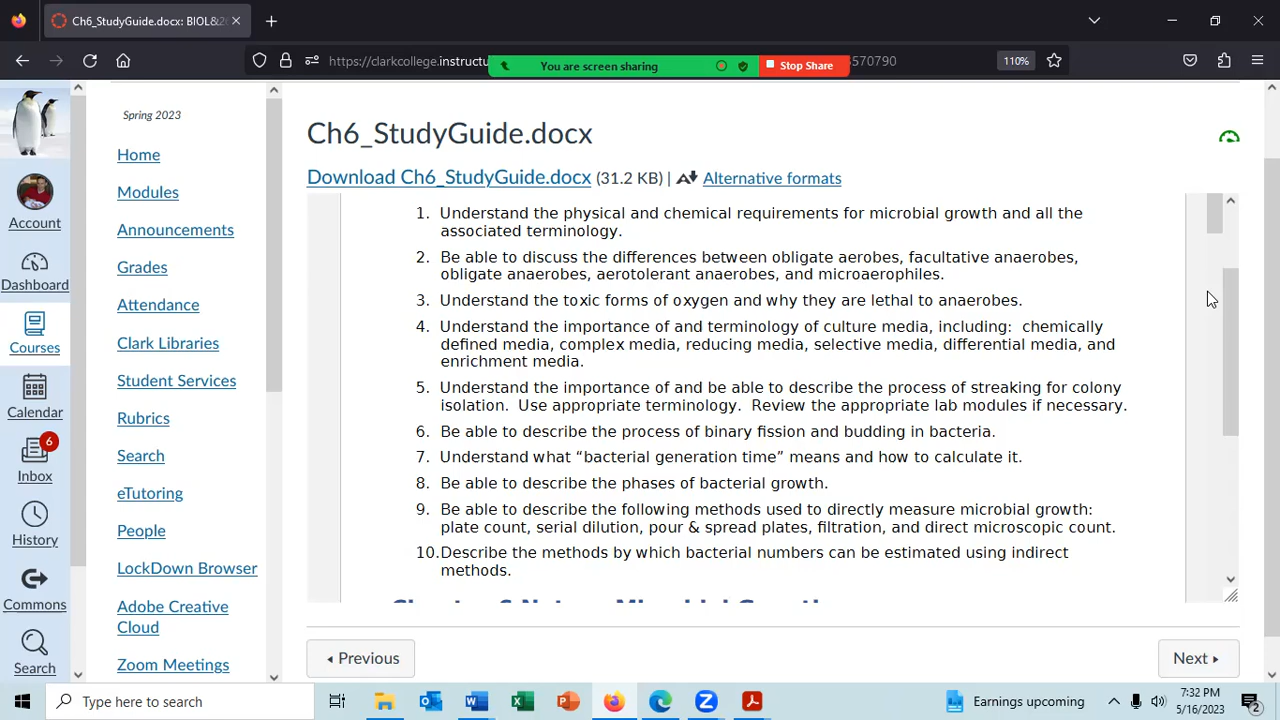 Ch6_StudyGuide.docx: BIOL&2
https://clarkcollege.instructu
You are screen sharing
Stop Share
570790
110%
Spring 2023
Home
Modules
Announcements
Grades
Attendance
Clark Libraries
Student Services
Rubrics
Search
eTutoring
People
LockDown Browser
Adobe Creative
Cloud
Zoom Meetings
Account
Dashboard
Courses
Calendar
6
Inbox
History
Commons
Search
Ch6_StudyGuide.docx
Download Ch6_StudyGuide.docx (31.2 KB) | Alternative formats
1. Understand the physical and chemical requirements for microbial growth and all the
associated terminology.
2. Be able to discuss the differences between obligate aerobes, facultative anaerobes,
obligate anaerobes, aerotolerant anaerobes, and microaerophiles.
3. Understand the toxic forms of oxygen and why they are lethal to anaerobes.
4. Understand the importance of and terminology of culture media, including: chemically
defined media, complex media, reducing media, selective media, differential media, and
enrichment media.
5. Understand the importance of and be able to describe the process of streaking for colony
isolation. Use appropriate terminology. Review the appropriate lab modules if necessary.
6. Be able to describe the process of binary fission and budding in bacteria.
7. Understand what “bacterial generation time” means and how to calculate it.
8. Be able to describe the phases of bacterial growth.
9. Be able to describe the following methods used to directly measure microbial growth:
plate count, serial dilution, pour & spread plates, filtration, and direct microscopic count.
10.Describe the methods by which bacterial numbers can be estimated using indirect
methods.
Previous
Next
Type here to search
Earnings upcoming
7:32 PM
5/16/2023
2